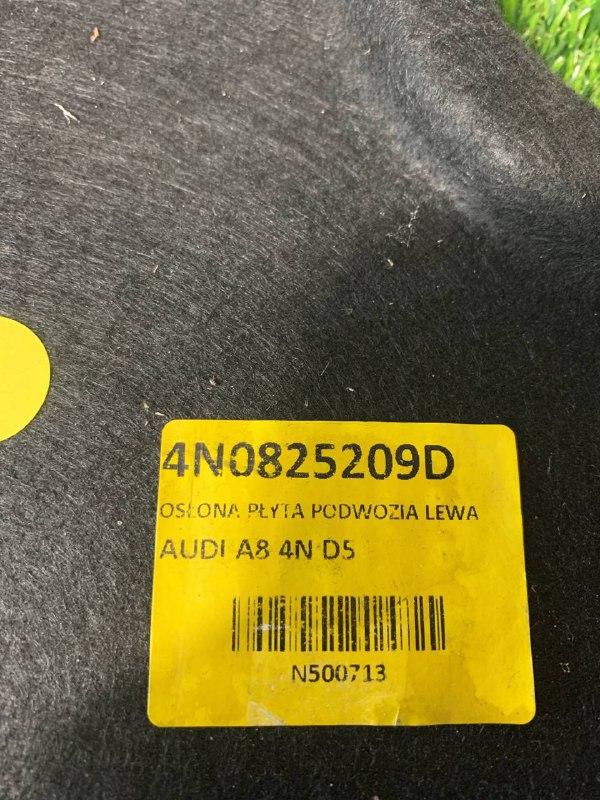 4N0825209D
OSŁONA PŁYTA PODWOZIA LEWA
AUDI A8 4N D5
N500713